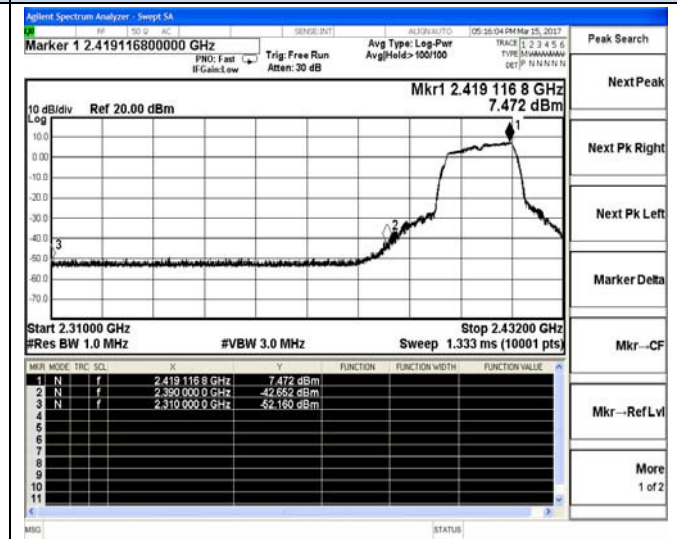 Agilent Spectrum Analyzer - Swept SA
RF 50 Ω AC SENSE:INT ALIGN AUTO 05:16:04 PM Mar 15, 2017
Marker 1 2.419116800000 GHz
PNO: Fast
IFGain:Low
Trig: Free Run
Atten: 30 dB
Avg Type: Log-Pwr
Avg|Hold:> 100/100
TRACE 1 2 3 4 5 6
TYPE
DET P N N N N N
Peak Search
Mkr1 2.419 116 8 GHz
7.472 dBm
10 dB/div Ref 20.00 dBm
Log
10.0
0.00
-10.0
-20.0
-30.0
-40.0
-50.0
-60.0
-70.0
1
2
3
Start 2.31000 GHz Stop 2.43200 GHz
#Res BW 1.0 MHz #VBW 3.0 MHz Sweep 1.333 ms (10001 pts)
MKR MODE TRC SCL X Y FUNCTION FUNCTION WIDTH FUNCTION VALUE
1 N f 2.419 116 8 GHz 7.472 dBm
2 N f 2.390 000 0 GHz -42.652 dBm
3 N f 2.310 000 0 GHz -52.160 dBm
4
5
6
7
8
9
10
11
Next Peak
Next Pk Right
Next Pk Left
Marker Delta
Mkr→CF
Mkr→Ref Lvl
More
1 of 2
MSG STATUS